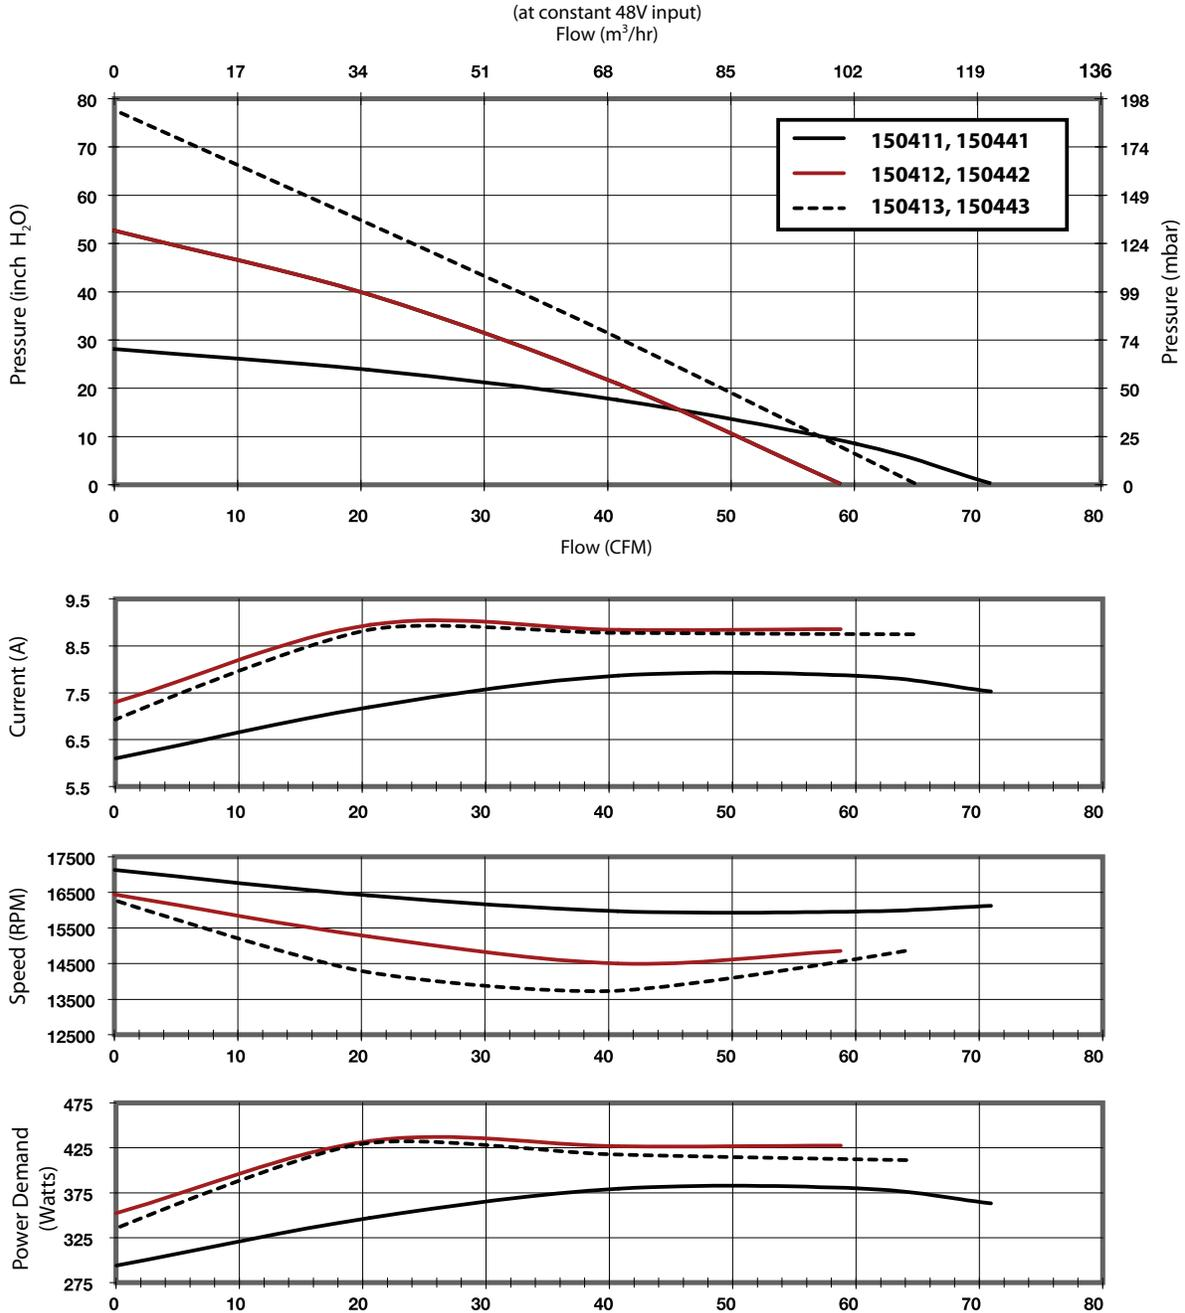 (at constant 48V input)
Flow (m³/hr)
0 17 34 51 68 85 102 119 136
80 198
70 174
60 149
50 124
40 99
30 74
20 50
10 25
0 0
Pressure (inch H₂O)
Pressure (mbar)
150411, 150441
150412, 150442
150413, 150443
0 10 20 30 40 50 60 70 80
Flow (CFM)
Current (A)
9.5
8.5
7.5
6.5
5.5
0 10 20 30 40 50 60 70 80
Speed (RPM)
17500
16500
15500
14500
13500
12500
0 10 20 30 40 50 60 70 80
Power Demand
(Watts)
475
425
375
325
275
0 10 20 30 40 50 60 70 80